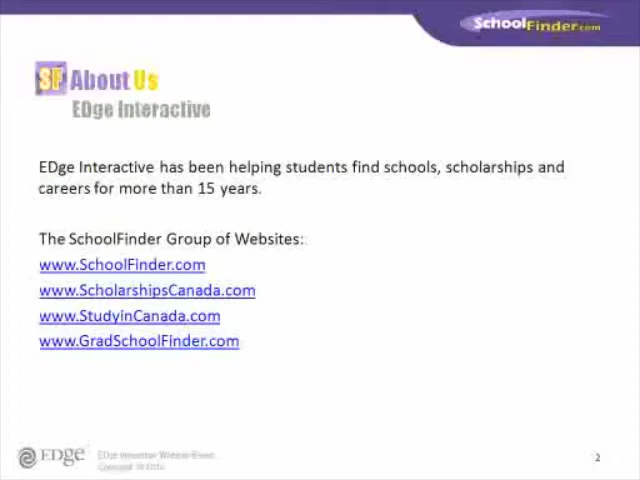 SchoolFinder.com
SF About Us
EDge Interactive
EDge Interactive has been helping students find schools, scholarships and
careers for more than 15 years.
The SchoolFinder Group of Websites:
www.SchoolFinder.com
www.ScholarshipsCanada.com
www.StudyinCanada.com
www.GradSchoolFinder.com
EDge
EDge Interactive
2